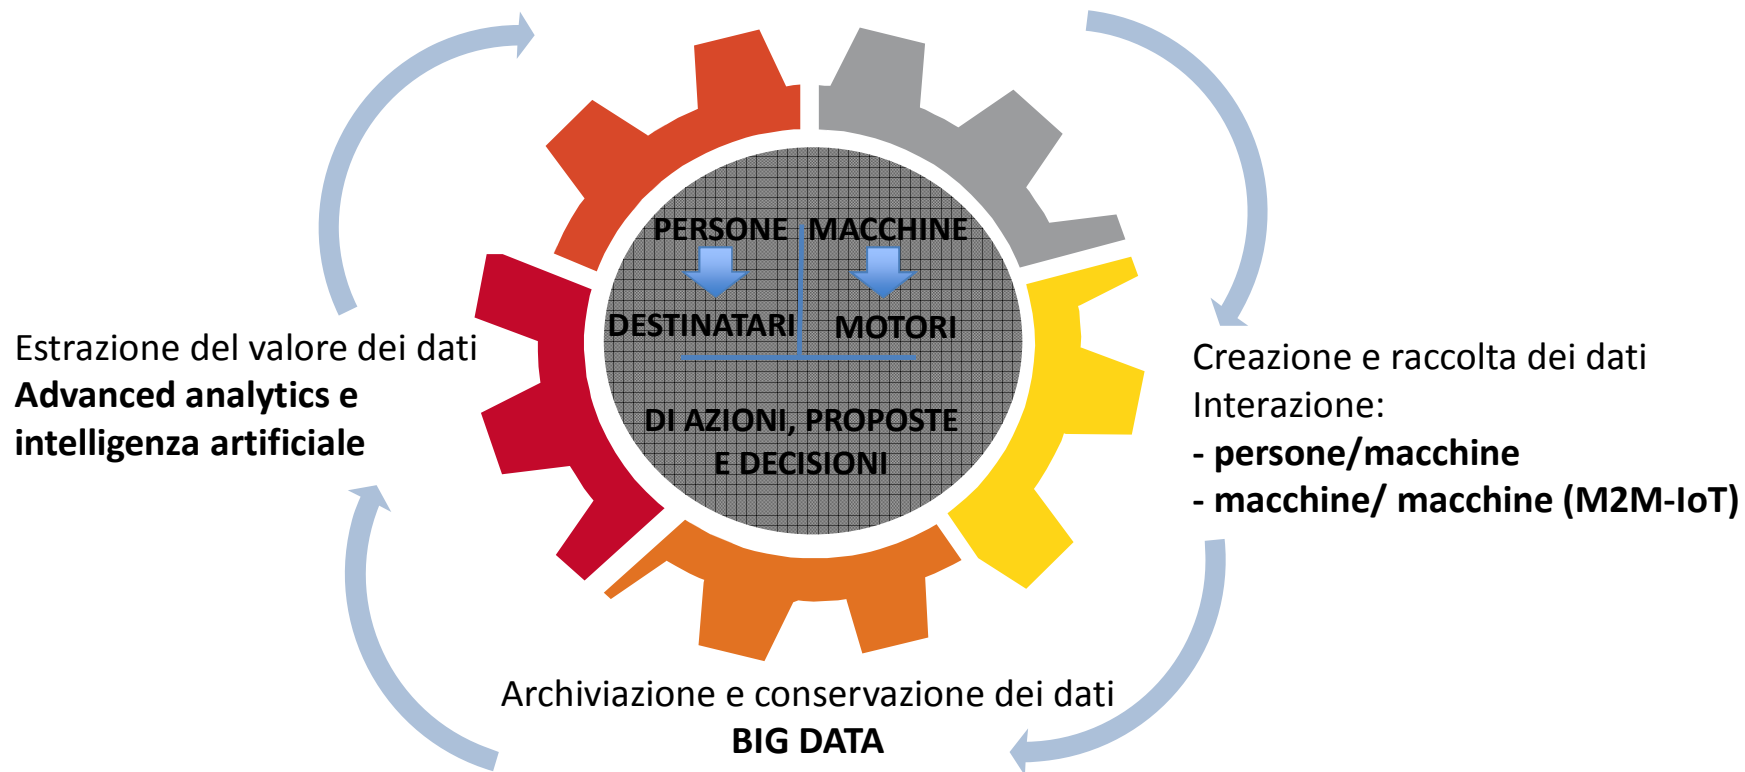 PERSONE MACCHINE
DESTINATARI MOTORI
DI AZIONI, PROPOSTE
E DECISIONI
Creazione e raccolta dei dati
Interazione:
- persone/macchine
- macchine/ macchine (M2M-IoT)
Archiviazione e conservazione dei dati
BIG DATA
Estrazione del valore dei dati
Advanced analytics e
intelligenza artificiale